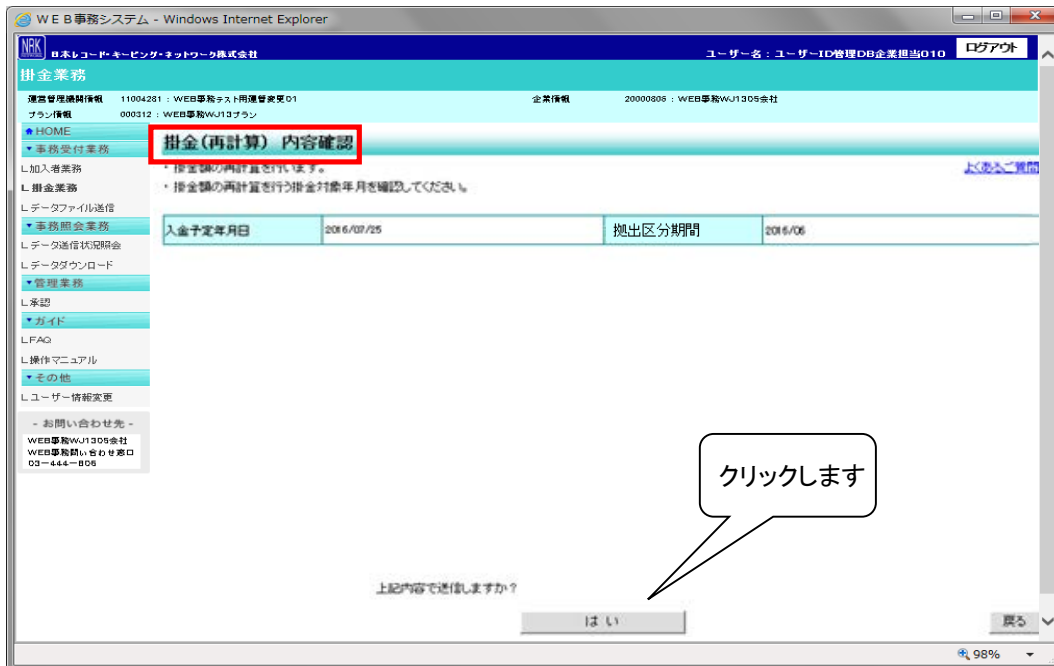 WEB事務システム - Windows Internet Explorer
NRK 日本レコード・キーピング・ネットワーク株式会社 ユーザー名：ユーザーID管理DB企業担当010 ログアウト
掛金業務
運営管理機関情報 11004281：WEB事務テスト用運管変更01 企業情報 20000806：WEB事務WJ1305会社
プラン情報 000312：WEB事務WJ13プラン
HOME
▼事務受付業務
L加入者業務
L掛金業務
Lデータファイル送信
▼事務照会業務
Lデータ送信状況照会
Lデータダウンロード
▼管理業務
L承認
▼ガイド
LFAQ
L操作マニュアル
▼その他
Lユーザー情報変更
- お問い合わせ先 -
WEB事務WJ1305会社
WEB事務問い合わせ窓口
03-444-806
掛金(再計算) 内容確認
・掛金額の再計算を行います。 よくあるご質問
・掛金額の再計算を行う掛金対象年月を確認してください。
入金予定年月日 2016/07/25 拠出区分期間 2016/06
クリックします
上記内容で送信しますか？
はい 戻る
98%